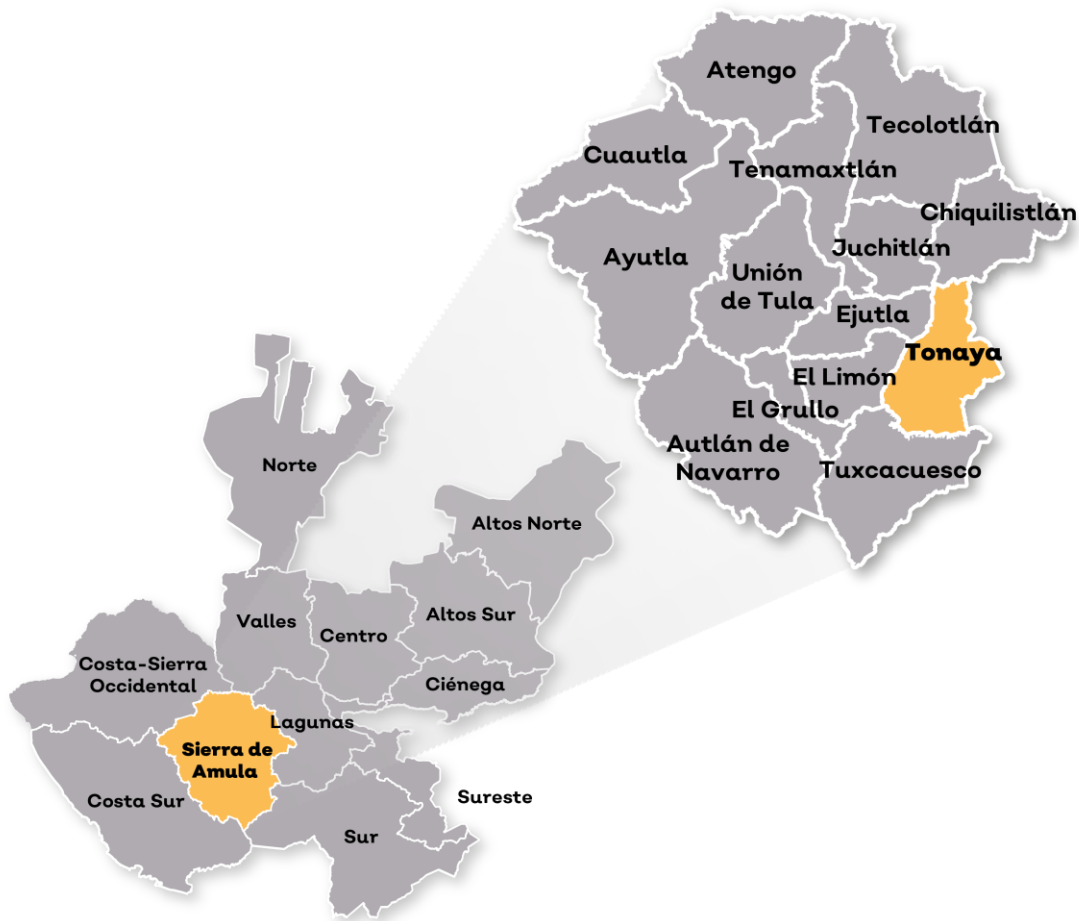 Atengo
Tecolotlán
Cuautla
Tenamaxtlán
Chiquilistlán
Juchitlán
Ayutla
Unión
de Tula
Ejutla
Tonaya
El Limón
El Grullo
Autlán de
Navarro
Tuxcacuesco
Norte
Altos Norte
Valles
Altos Sur
Centro
Costa-Sierra
Occidental
Ciénega
Lagunas
Sierra de
Amula
Costa Sur
Sureste
Sur